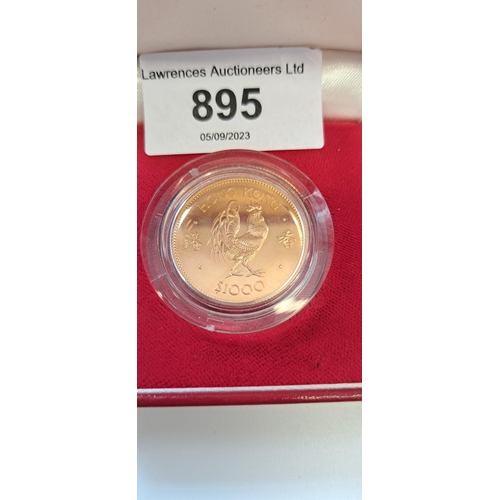 Lawrences Auctioneers Ltd
895
05/09/2023
HONG KONG
港 香
$1000